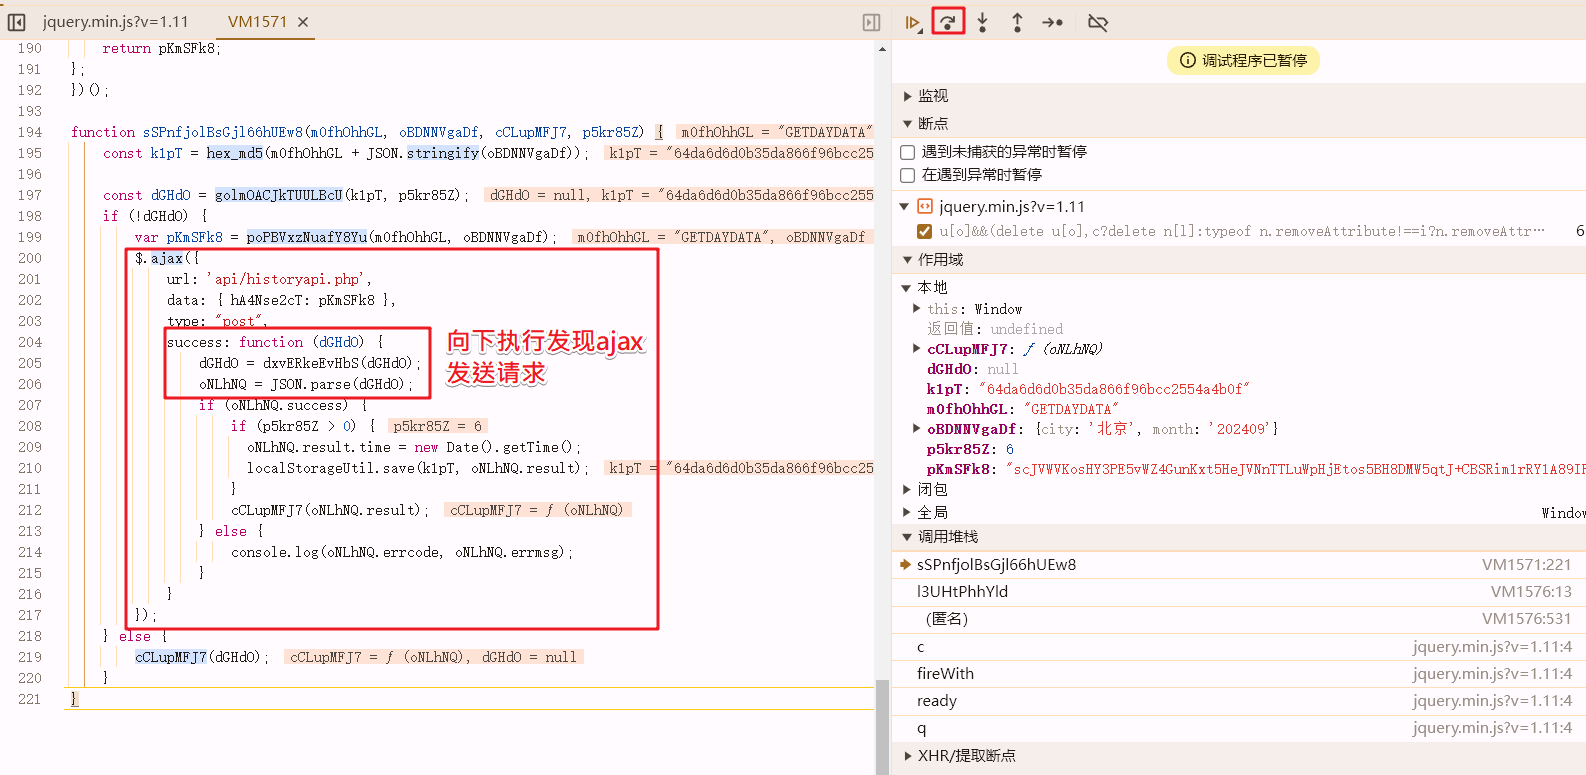 jquery.min.js?v=1.11
VM1571
190 return pKmSFk8;
191 };
192 })();
193
194 function sSPnfjolBsGjl66hUEw8(m0fhOhhGL, oBDNNVgaDf, cCLupMFJ7, p5kr85Z) { m0fhOhhGL = "GETDAYDATA"
195 const k1pT = hex_md5(m0fhOhhGL + JSON.stringify(oBDNNVgaDf)); k1pT = "64da6d6d0b35da866f96bcc25
196
197 const dGHdO = golmOACJkTUULBcU(k1pT, p5kr85Z); dGHdO = null, k1pT = "64da6d6d0b35da866f96bcc255
198 if (!dGHdO) {
199 var pKmSFk8 = poPBVxzNuafY8Yu(m0fhOhhGL, oBDNNVgaDf); m0fhOhhGL = "GETDAYDATA", oBDNNVgaDf
200 $.ajax({
201 url: 'api/historyapi.php',
202 data: { hA4Nse2cT: pKmSFk8 },
203 type: "post",
204 success: function (dGHdO) {
205 dGHdO = dxvERkeEvHbS(dGHdO);
206 oNLhNQ = JSON.parse(dGHdO);
207 if (oNLhNQ.success) {
208 if (p5kr85Z > 0) { p5kr85Z = 6
209 oNLhNQ.result.time = new Date().getTime();
210 localStorageUtil.save(k1pT, oNLhNQ.result); k1pT = "64da6d6d0b35da866f96bcc25
211 }
212 cCLupMFJ7(oNLhNQ.result); cCLupMFJ7 = ƒ (oNLhNQ)
213 } else {
214 console.log(oNLhNQ.errcode, oNLhNQ.errmsg);
215 }
216 }
217 });
218 } else {
219 cCLupMFJ7(dGHdO); cCLupMFJ7 = ƒ (oNLhNQ), dGHdO = null
220 }
221 }
向下执行发现ajax
发送请求
调试程序已暂停
监视
断点
遇到未捕获的异常时暂停
在遇到异常时暂停
jquery.min.js?v=1.11
u[o]&&(delete u[o],c?delete n[l]:typeof n.removeAttribute!==i?n.removeAttr··· 6
作用域
本地
this: Window
返回值: undefined
cCLupMFJ7: ƒ (oNLhNQ)
dGHdO: null
k1pT: "64da6d6d0b35da866f96bcc2554a4b0f"
m0fhOhhGL: "GETDAYDATA"
oBDNNVgaDf: {city: '北京', month: '202409'}
p5kr85Z: 6
pKmSFk8: "scJVWVKosHY3PE5vWZ4GunKxt5HeJVNnTTLuWpHjEtos5BH8DMW5qtJ+CBSRim1rRY1A89IF
闭包
全局 Window
调用堆栈
sSPnfjolBsGjl66hUEw8 VM1571:221
l3UHtPhhYld VM1576:13
(匿名) VM1576:531
c jquery.min.js?v=1.11:4
fireWith jquery.min.js?v=1.11:4
ready jquery.min.js?v=1.11:4
q jquery.min.js?v=1.11:4
XHR/提取断点